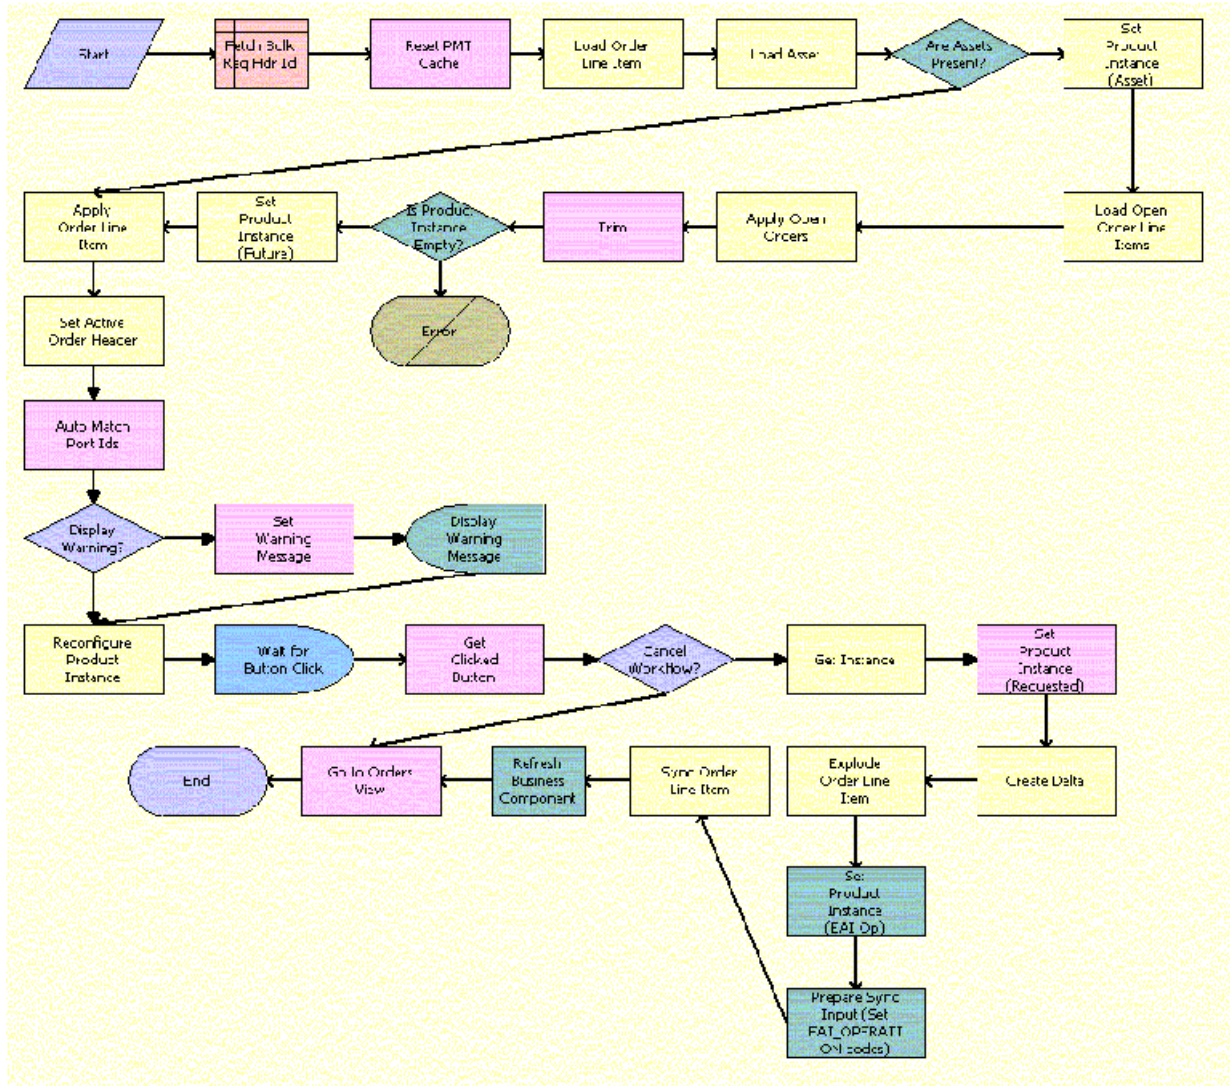 Start
Fetch Bulk
Req Hdr Id
Reset PMT
Cache
Load Order
Line Item
Load Asset
Are Assets
Present?
Set
Product
Instance
(Asset)
Apply
Order Line
Item
Set
Product
Instance
(Future)
Is Product
Instance
Empty?
Trim
Apply Open
Orders
Load Open
Order Line
Items
Set Active
Order Header
Error
Auto Match
Port Ids
Display
Warning?
Set
Warning
Message
Display
Warning
Message
Reconfigure
Product
Instance
Wait for
Button Click
Get
Clicked
Button
Cancel
Workflow?
Get Instance
Set
Product
Instance
(Requested)
End
Go to Orders
View
Refresh
Business
Component
Sync Order
Line Item
Explode
Order Line
Item
Create Delta
Set
Product
Instance
(EAI Op)
Prepare Sync
Input (Set
EAI_OPERATI
ON codes)